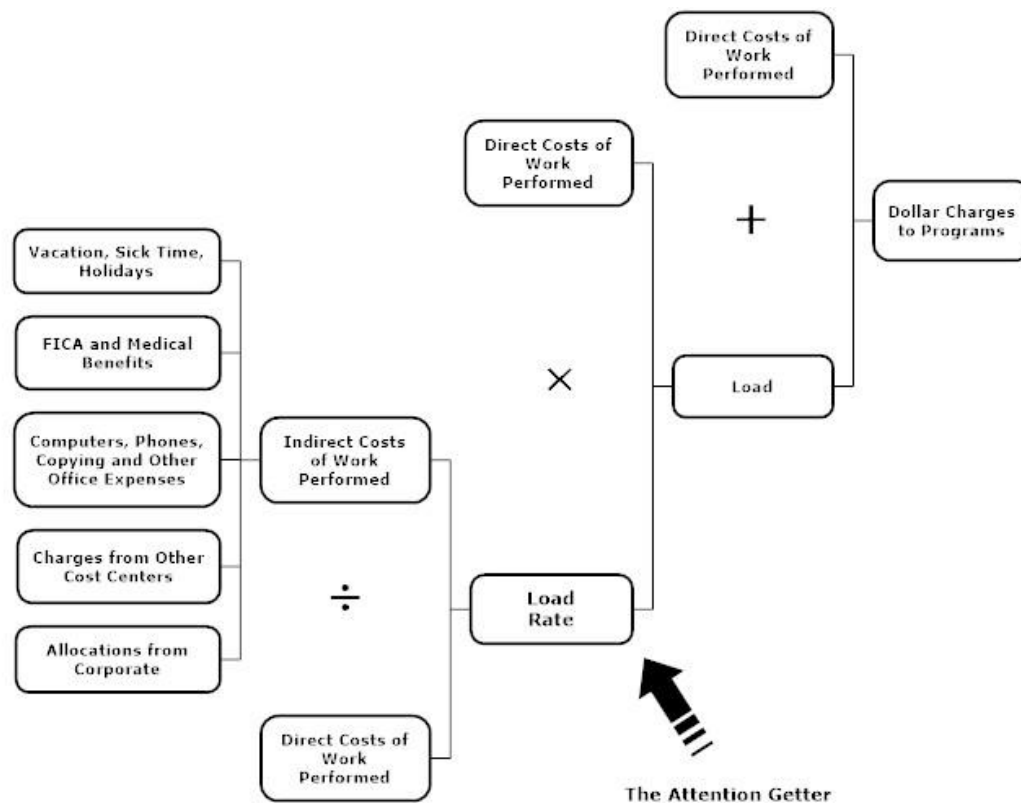 Direct Costs of
Work
Performed
Direct Costs of
Work
Performed
+
Dollar Charges
to Programs
Vacation, Sick Time,
Holidays
FICA and Medical
Benefits
×
Load
Computers, Phones,
Copying and Other
Office Expenses
Indirect Costs
of Work
Performed
Charges from Other
Cost Centers
÷
Load
Rate
Allocations from
Corporate
Direct Costs of
Work
Performed
The Attention Getter